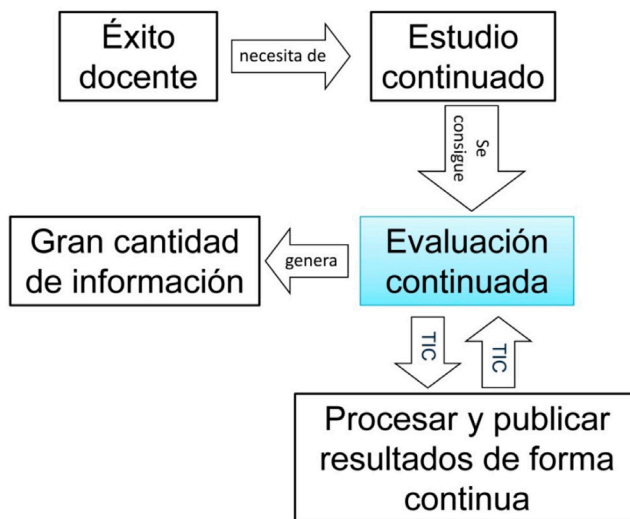 Éxito
docente
necesita de
Estudio
continuado
Se
consigue
Gran cantidad
de información
genera
Evaluación
continuada
TIC
TIC
Procesar y publicar
resultados de forma
continua